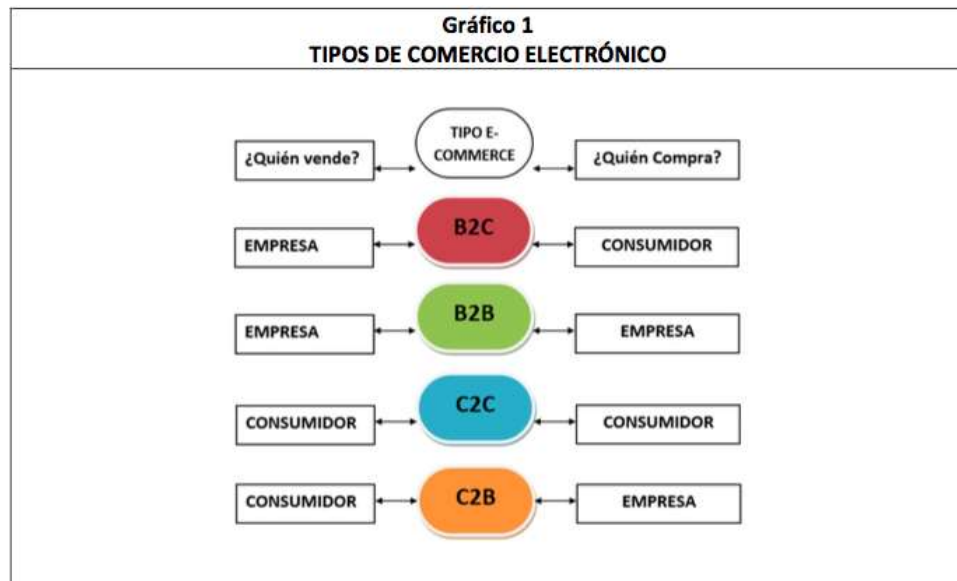 Gráfico 1
TIPOS DE COMERCIO ELECTRÓNICO
¿Quién vende?
TIPO E-
COMMERCE
¿Quién Compra?
EMPRESA
B2C
CONSUMIDOR
EMPRESA
B2B
EMPRESA
CONSUMIDOR
C2C
CONSUMIDOR
CONSUMIDOR
C2B
EMPRESA